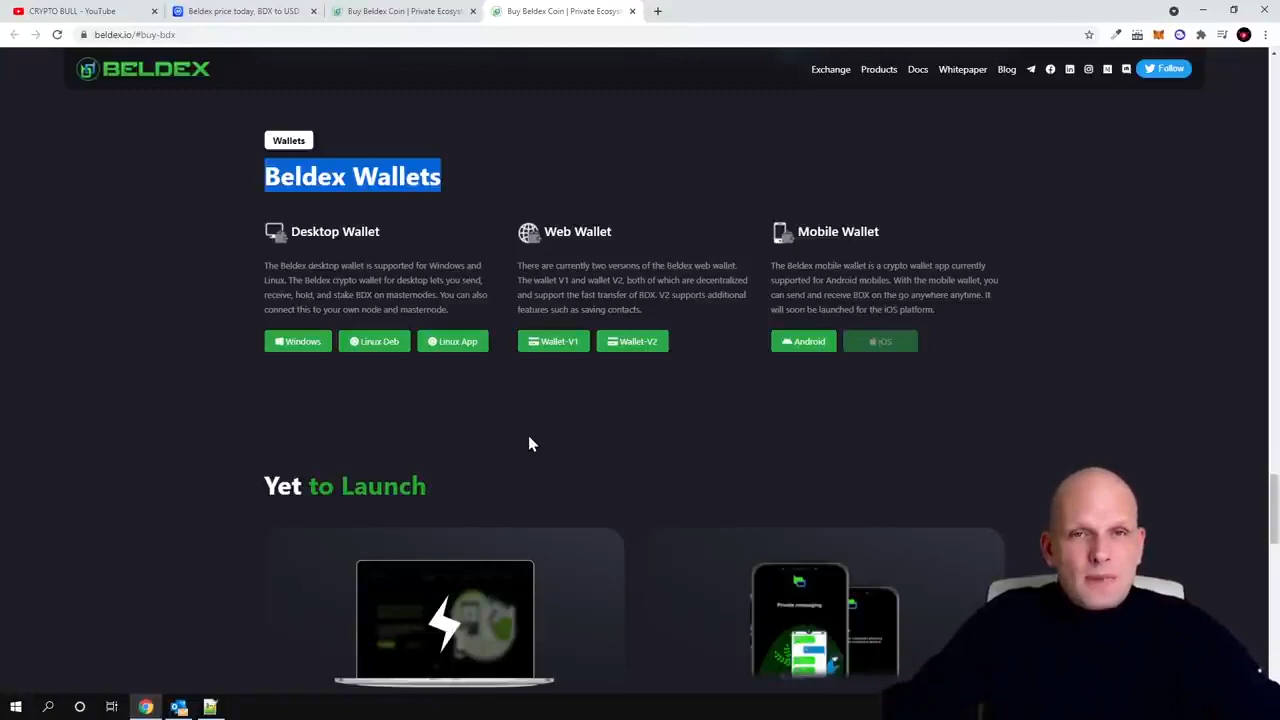 CRYPTO BULL - YouTube
Beldex price today, BDX to USD
Buy Beldex Coin | Private Ecosyst
Buy Beldex Coin | Private Ecosyst
beldex.io/#buy-bdx
BELDEX
Exchange Products Docs Whitepaper Blog Follow
Wallets
Beldex Wallets
Desktop Wallet
The Beldex desktop wallet is supported for Windows and
Linux. The Beldex crypto wallet for desktop lets you send,
receive, hold, and stake BDX on masternodes. You can also
connect this to your own node and masternode.
Windows Linux Deb Linux App
Web Wallet
There are currently two versions of the Beldex web wallet.
The wallet V1 and wallet V2, both of which are decentralized
and support the fast transfer of BDX. V2 supports additional
features such as saving contacts.
Wallet-V1 Wallet-V2
Mobile Wallet
The Beldex mobile wallet is a crypto wallet app currently
supported for Android mobiles. With the mobile wallet, you
can send and receive BDX on the go anywhere anytime. It
will soon be launched for the iOS platform.
Android iOS
Yet to Launch
Private messaging